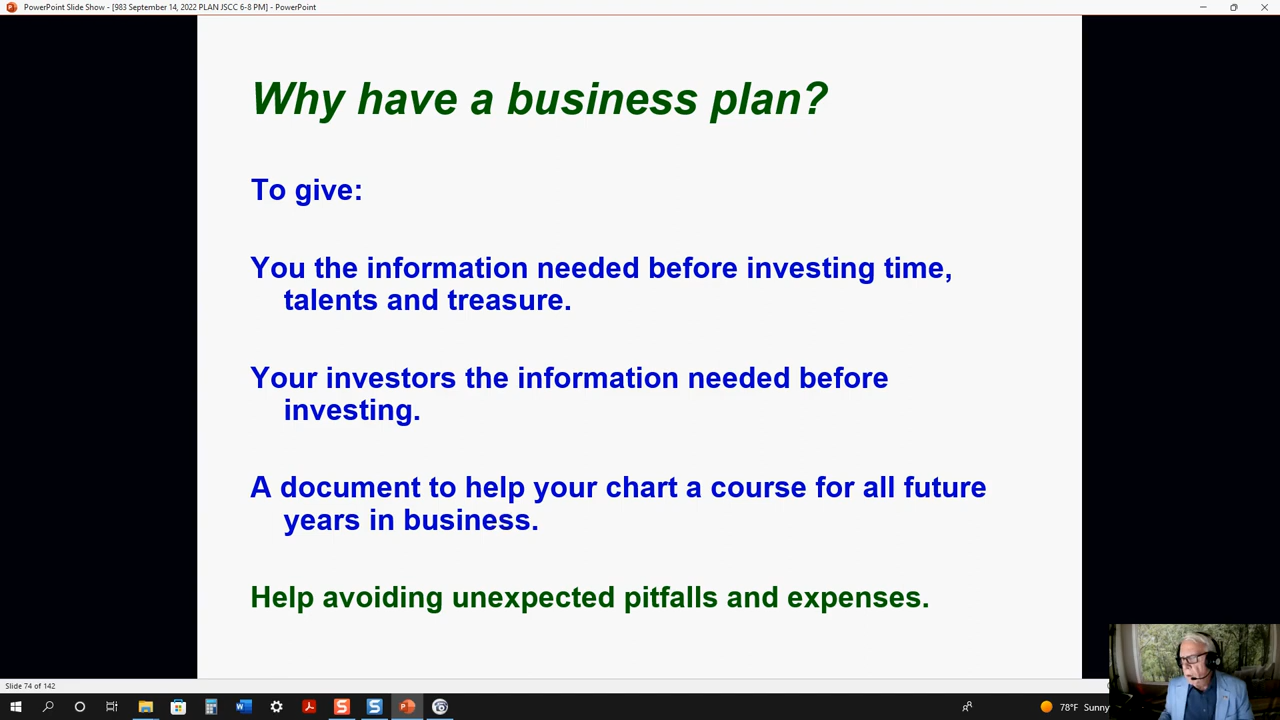 PowerPoint Slide Show - [983 September 14, 2022 PLAN JSCC 6-8 PM] - PowerPoint
Why have a business plan?
To give:
You the information needed before investing time,
talents and treasure.
Your investors the information needed before
investing.
A document to help your chart a course for all future
years in business.
Help avoiding unexpected pitfalls and expenses.
Slide 74 of 142
78°F Sunny